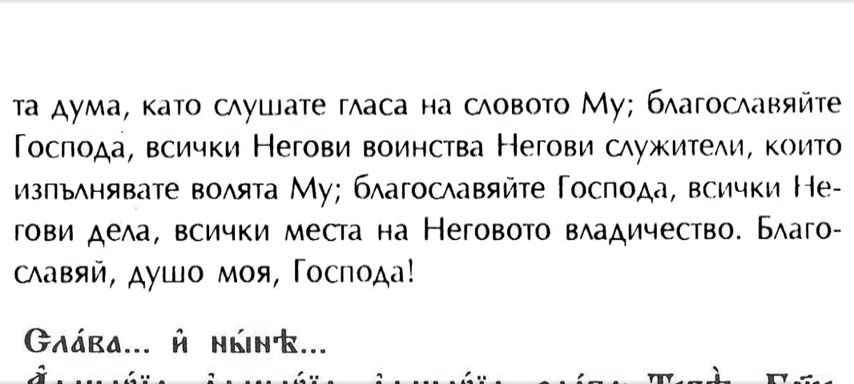 та дума, като слушате гласа на словото Му; благославяйте
Господа, всички Негови воинства Негови служители, които
изпълнявате волята Му; благославяйте Господа, всички Не-
гови дела, всички места на Неговото владичество. Благо-
славяй, душо моя, Господа!
Сла́ва... и҆ ны́нѣ...